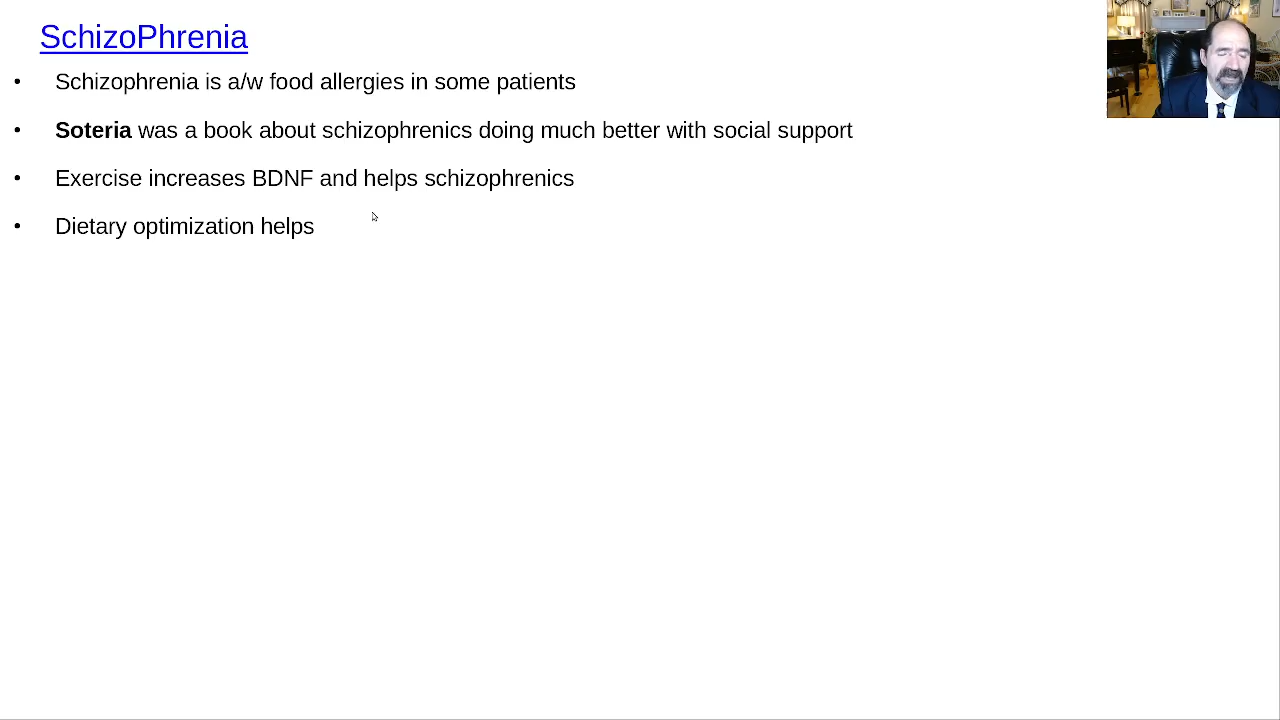 SchizoPhrenia
• Schizophrenia is a/w food allergies in some patients
• Soteria was a book about schizophrenics doing much better with social support
• Exercise increases BDNF and helps schizophrenics
• Dietary optimization helps